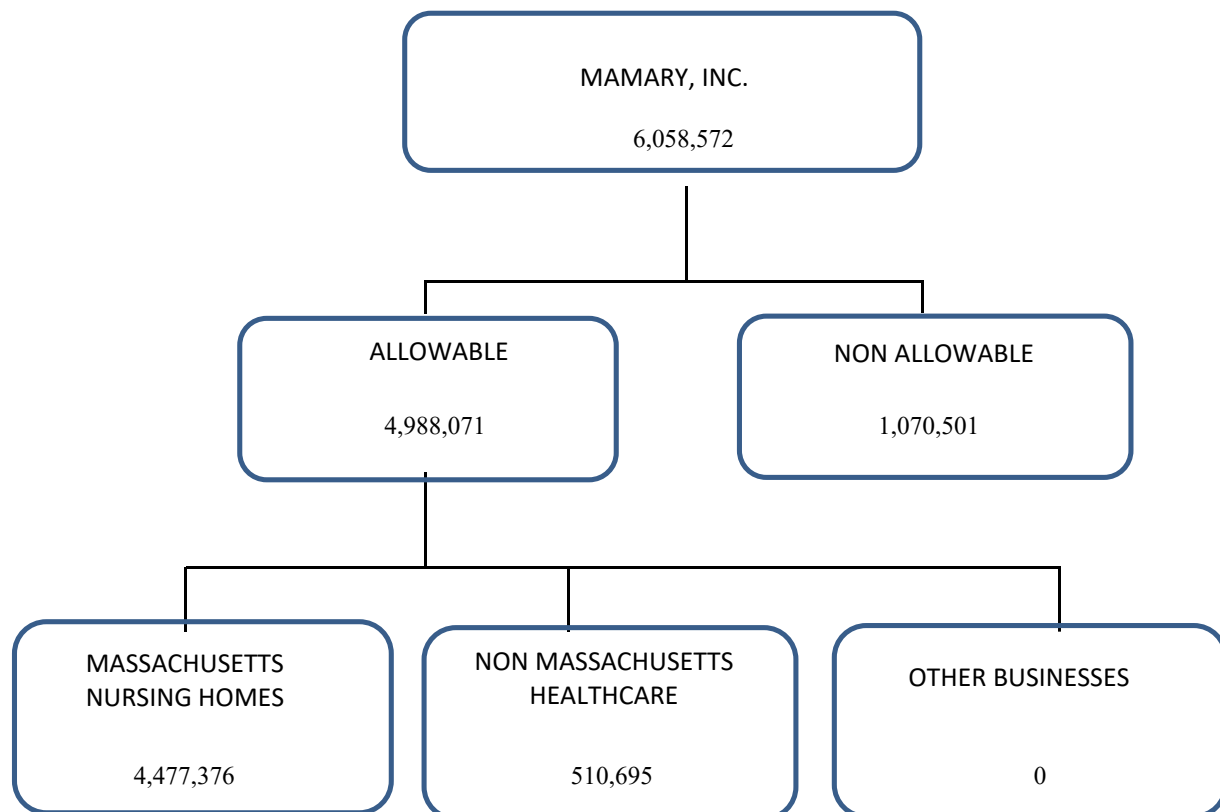 MAMARY, INC.
6,058,572
ALLOWABLE
4,988,071
NON ALLOWABLE
1,070,501
MASSACHUSETTS
NURSING HOMES
4,477,376
NON MASSACHUSETTS
HEALTHCARE
510,695
OTHER BUSINESSES
0